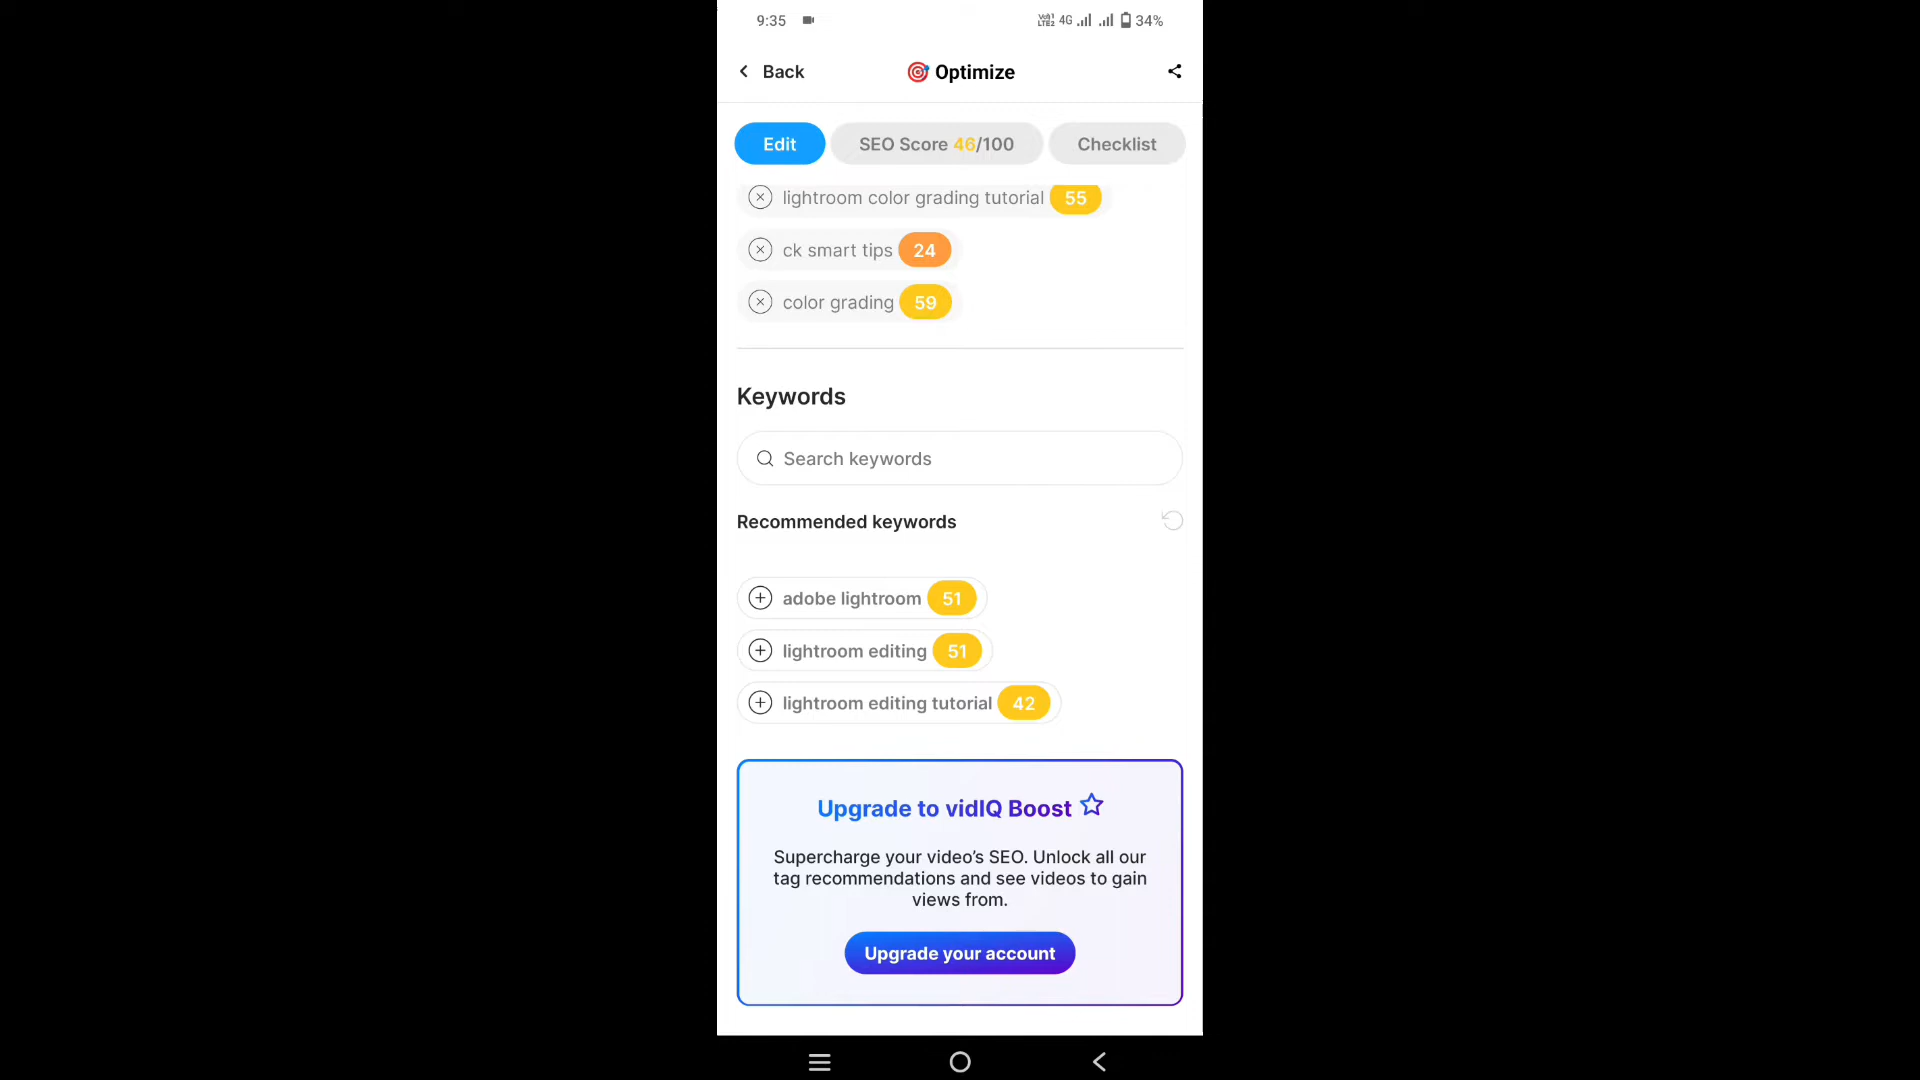 9:35
Vo)) 1 LTE2 4G 34%
Back
Optimize
Edit
SEO Score 46/100
Checklist
lightroom color grading tutorial 55
ck smart tips 24
color grading 59
Keywords
Search keywords
Recommended keywords
adobe lightroom 51
lightroom editing 51
lightroom editing tutorial 42
Upgrade to vidIQ Boost
Supercharge your video’s SEO. Unlock all our
tag recommendations and see videos to gain
views from.
Upgrade your account